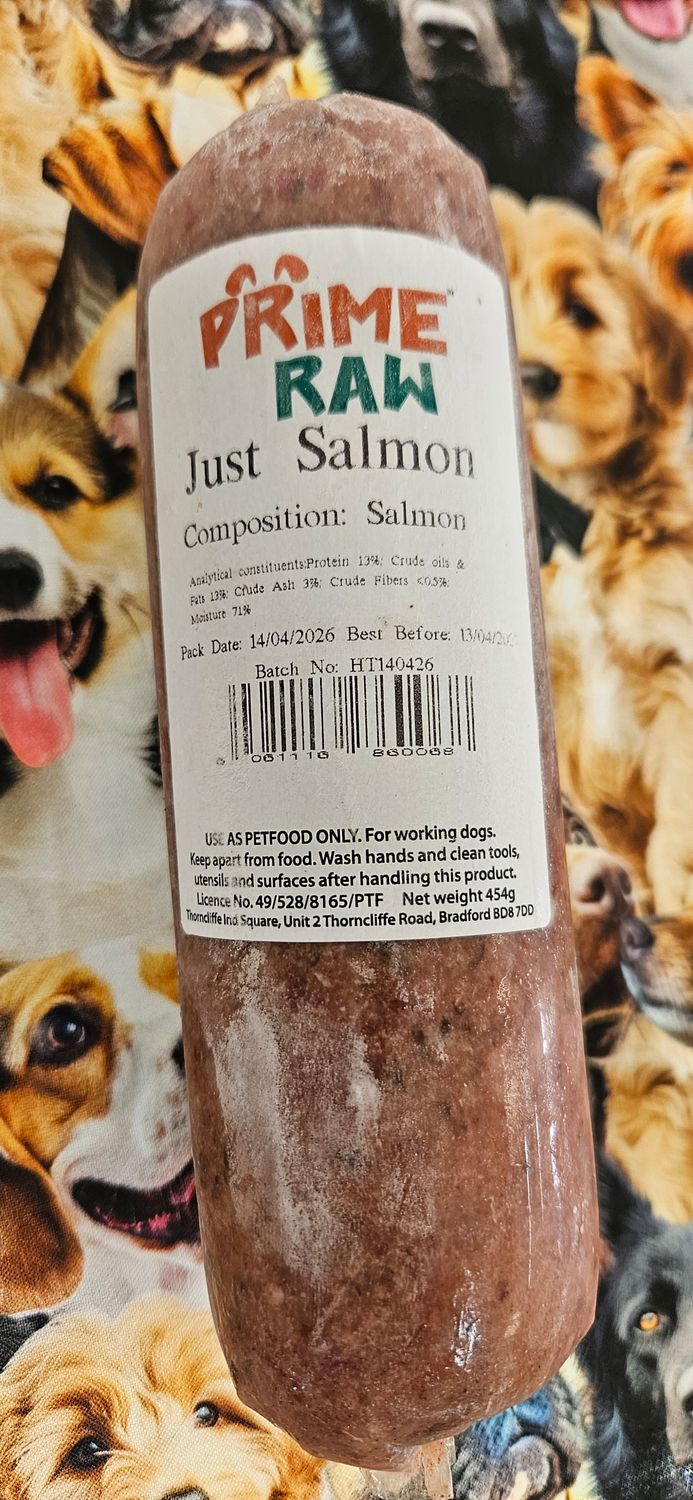 PRIME
RAW
Just Salmon
Composition: Salmon
Analytical constituents:Protein 13%; Crude oils &
Fats 13%; Crude Ash 3%; Crude Fibers <0.5%;
Moisture 71%
Pack Date: 14/04/2026 Best Before: 13/04/
Batch No: HT140426
5 061116 860068
USE AS PETFOOD ONLY. For working dogs.
Keep apart from food. Wash hands and clean tools,
utensils and surfaces after handling this product.
Licence No. 49/528/8165/PTF Net weight 454g
Thorncliffe Ind Square, Unit 2 Thorncliffe Road, Bradford BD8 7DD